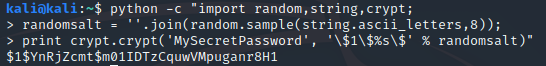 kali@kali:~$ python -c "import random,string,crypt;
> randomsalt = ''.join(random.sample(string.ascii_letters,8));
> print crypt.crypt('MySecretPassword', '\$1\$%s\$' % randomsalt)"
$1$YnRjZcmt$m01IDTzCquwVMpuganr8H1